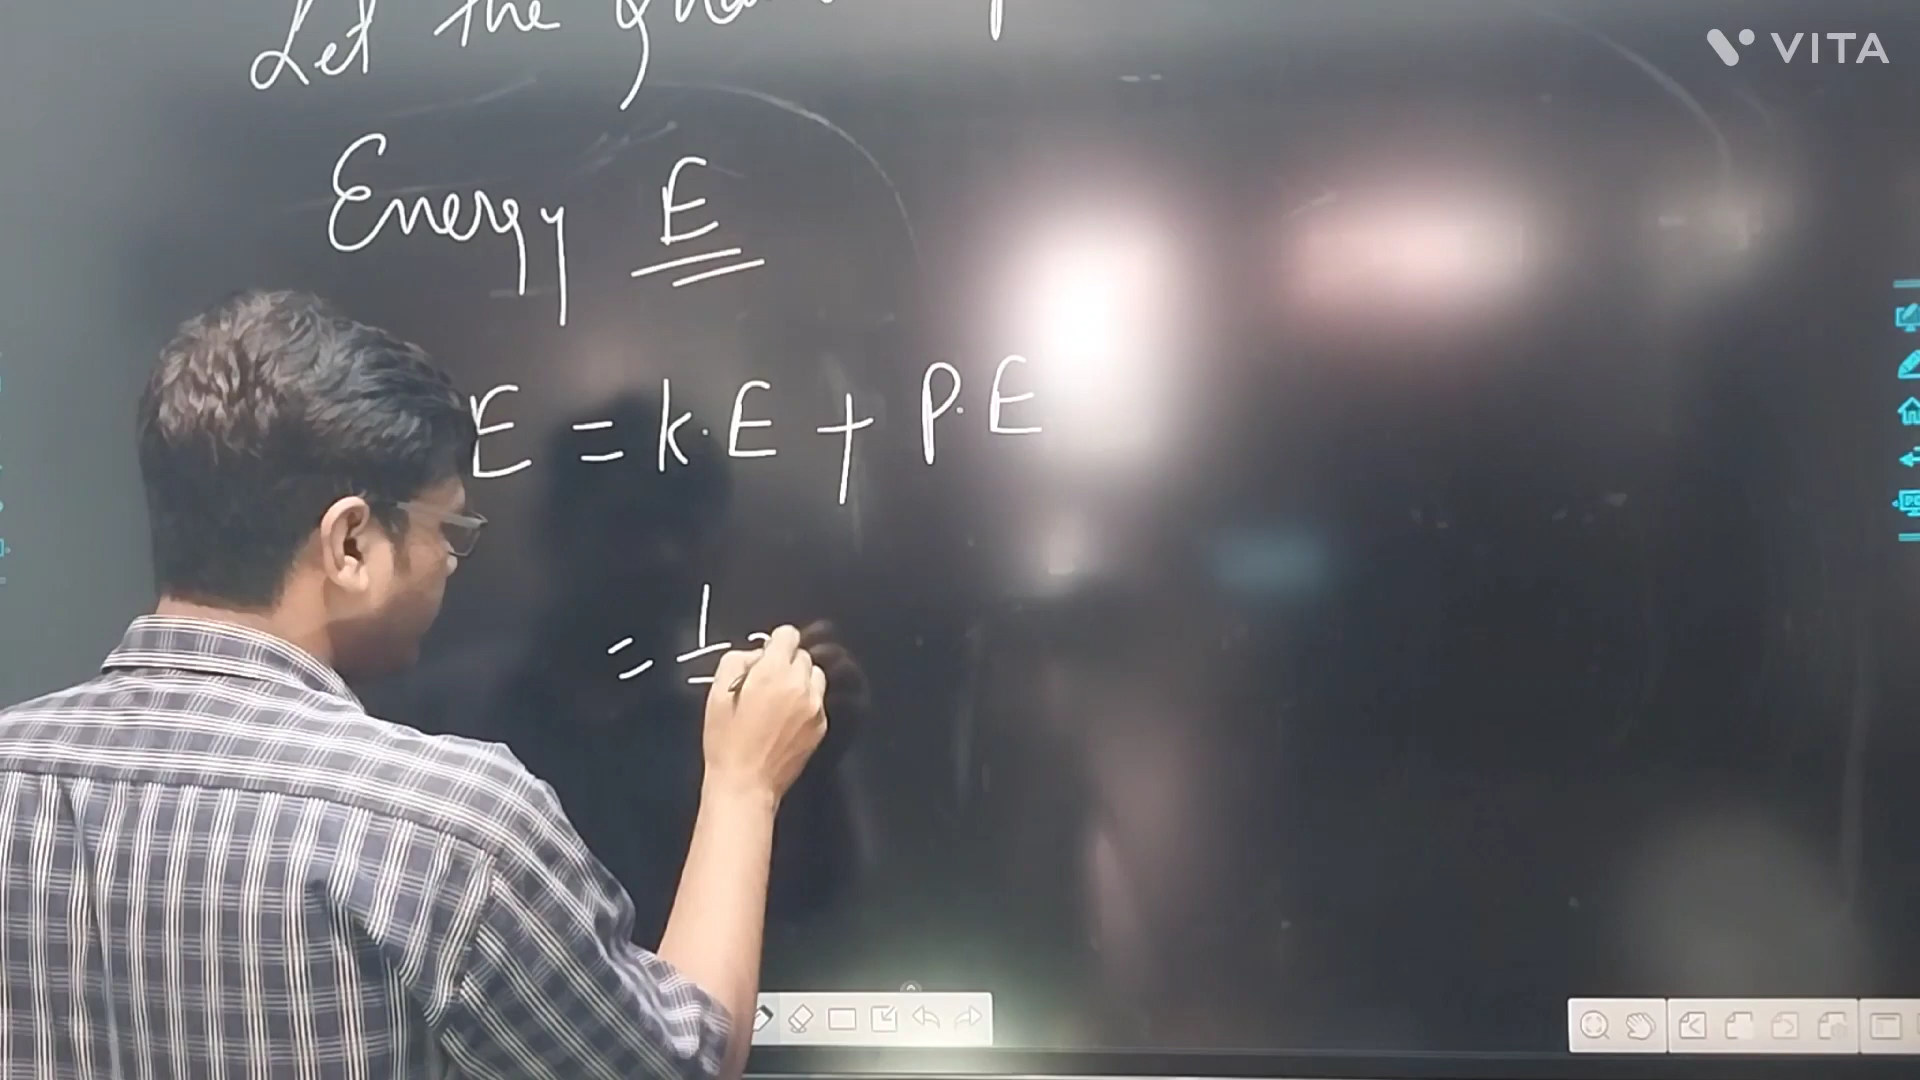 Let the
VITA
Energy E
E = k.E + P.E
= 1